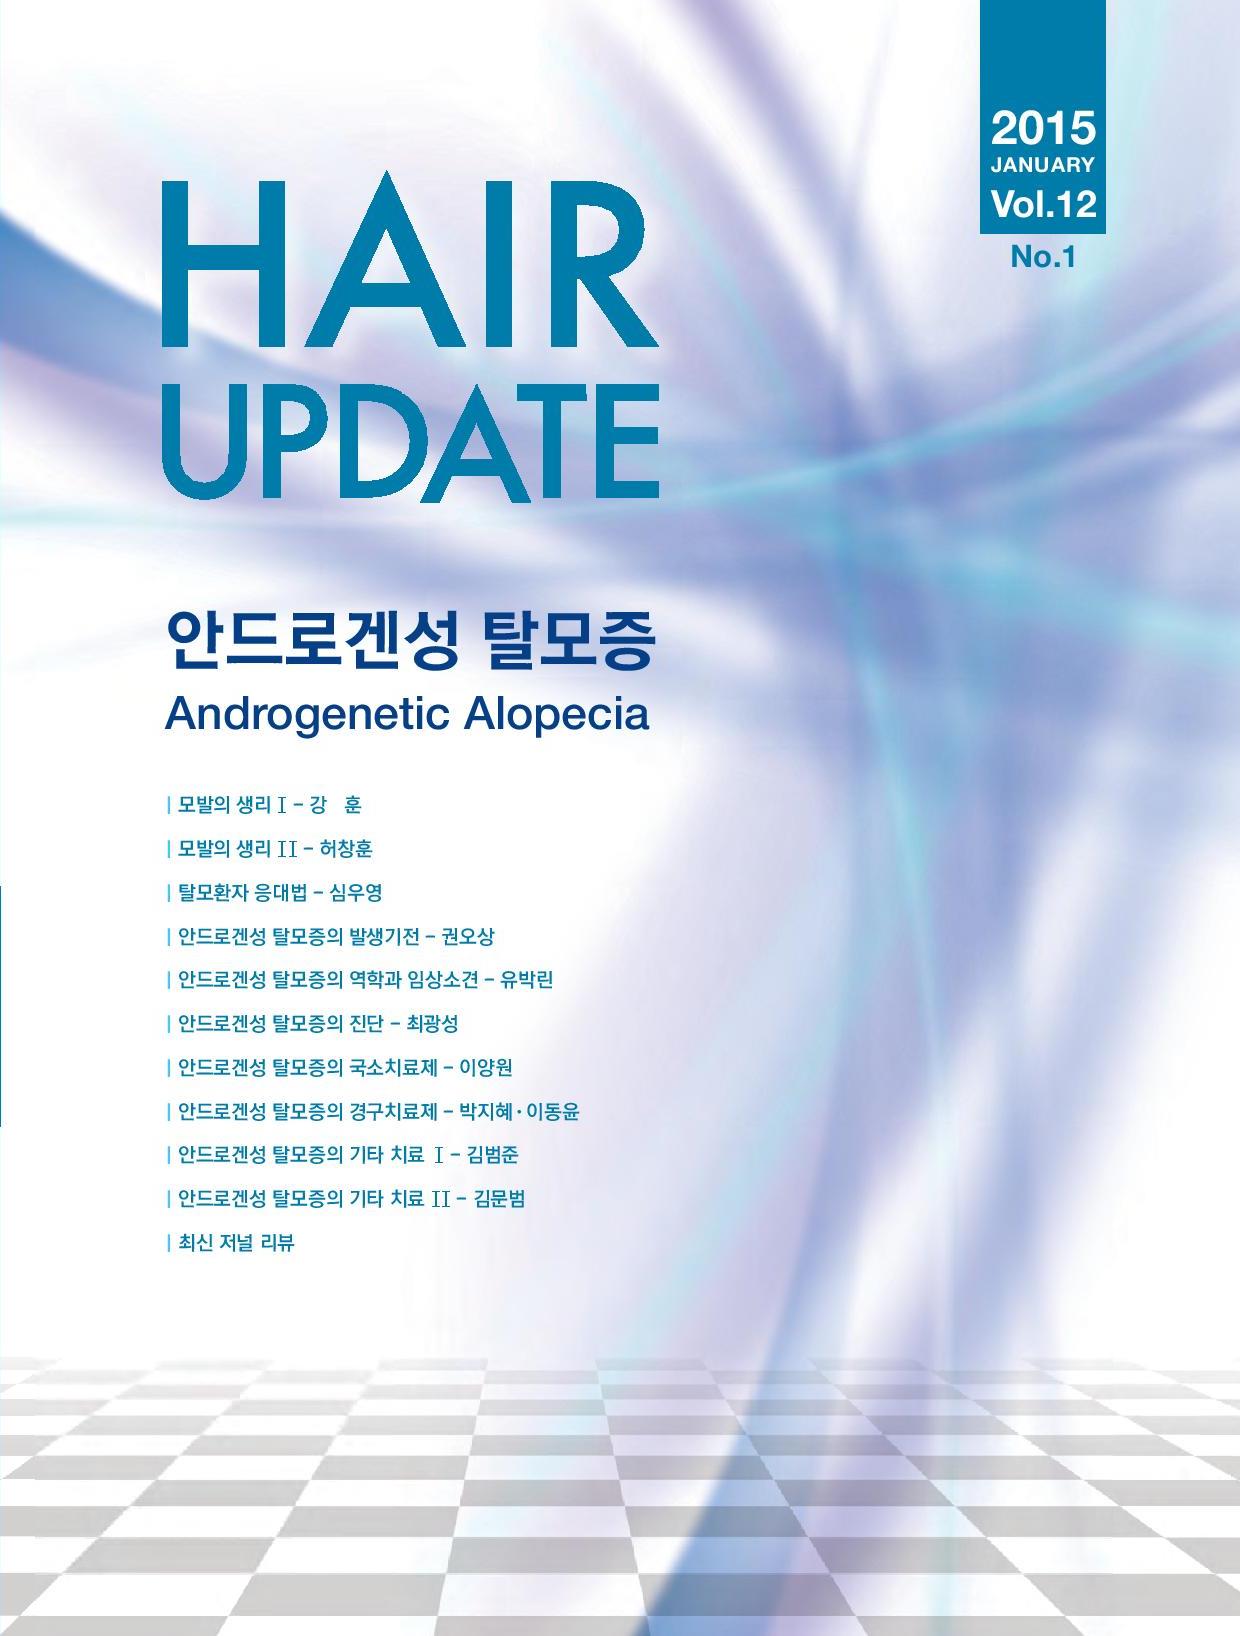 2015
JANUARY
Vol.12
No.1
HAIR
UPDATE
안드로겐성 탈모증
Androgenetic Alopecia
| 모발의 생리 I - 강 훈
| 모발의 생리 II - 허창훈
| 탈모환자 응대법 - 심우영
| 안드로겐성 탈모증의 발생기전 - 권오상
| 안드로겐성 탈모증의 역학과 임상소견 - 유박린
| 안드로겐성 탈모증의 진단 - 최광성
| 안드로겐성 탈모증의 국소치료제 - 이양원
| 안드로겐성 탈모증의 경구치료제 - 박지혜·이동윤
| 안드로겐성 탈모증의 기타 치료 I - 김범준
| 안드로겐성 탈모증의 기타 치료 II - 김문범
| 최신 저널 리뷰